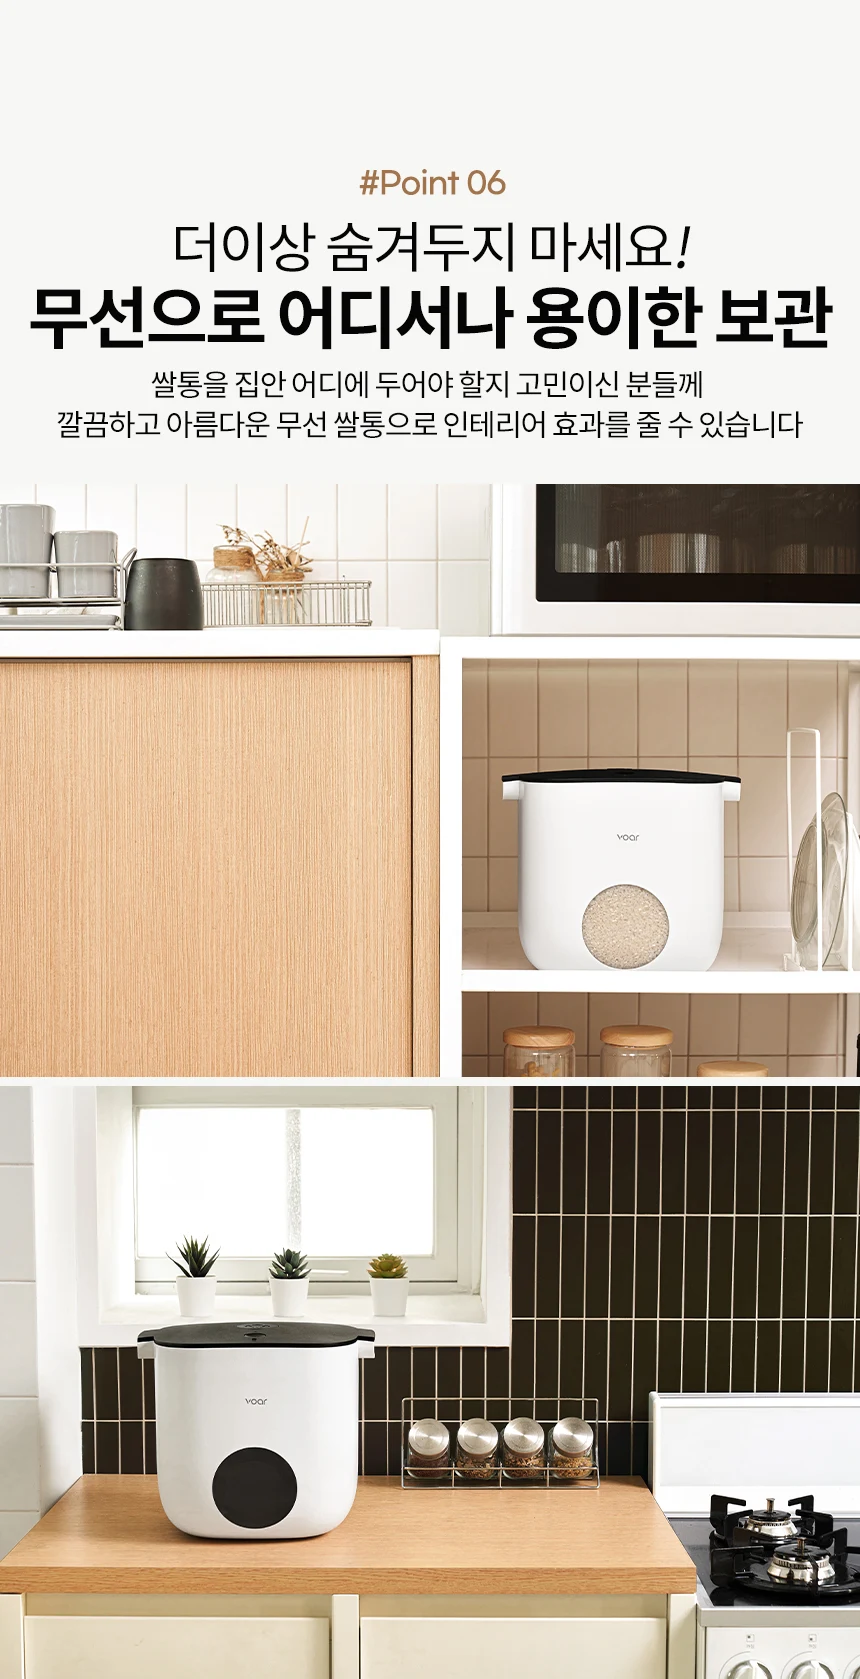 #Point 06
더이상 숨겨두지 마세요!
무선으로 어디서나 용이한 보관
쌀통을 집안 어디에 두어야 할지 고민이신 분들께
깔끔하고 아름다운 무선 쌀통으로 인테리어 효과를 줄 수 있습니다
voar
voar